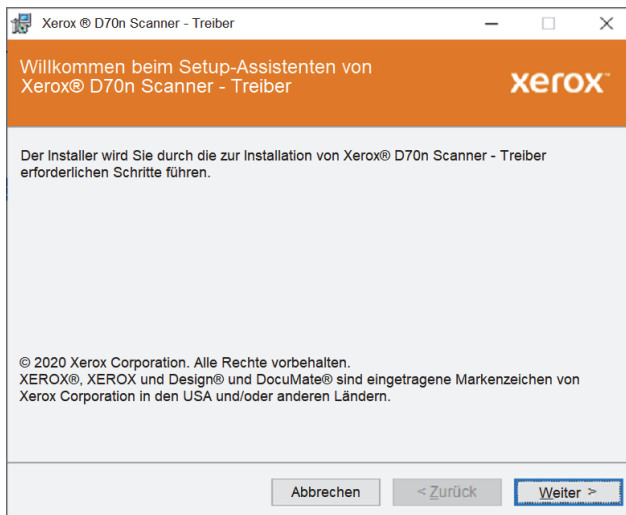 Xerox ® D70n Scanner - Treiber
Willkommen beim Setup-Assistenten von
Xerox® D70n Scanner - Treiber
xerox™
Der Installer wird Sie durch die zur Installation von Xerox® D70n Scanner - Treiber
erforderlichen Schritte führen.
© 2020 Xerox Corporation. Alle Rechte vorbehalten.
XEROX®, XEROX und Design® und DocuMate® sind eingetragene Markenzeichen von
Xerox Corporation in den USA und/oder anderen Ländern.
Abbrechen < Zurück Weiter >